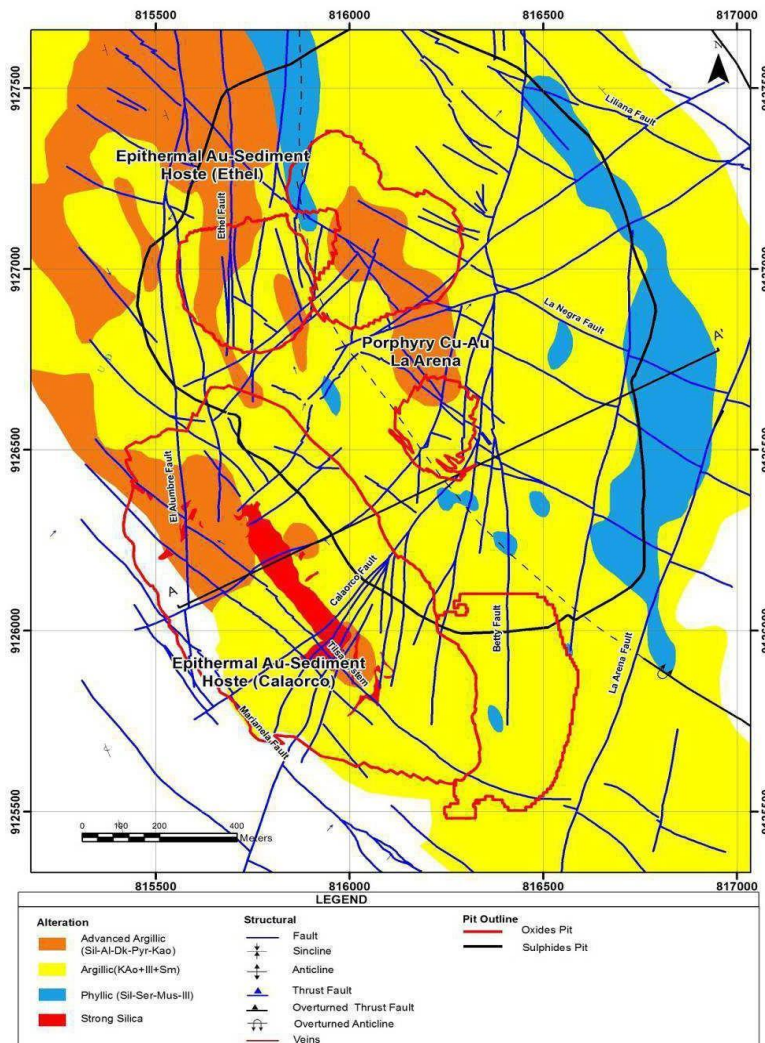 815500 816000 816500 817000
N
9127500
9127000
9126500
9126000
9125500
Liliana Fault
Epithermal Au-Sediment
Hoste (Ethel)
Ethel Fault
La Negra Fault
Porphyry Cu-Au
La Arena
A'
El Alumbre Fault
A
Calaorco Fault
Betty Fault
La Arena Fault
Epithermal Au-Sediment
Hoste (Calaorco)
Marianela Fault
0 100 200 400
Meters
815500 816000 816500 817000
LEGEND
Alteration
Advanced Argillic
(Sil-Al-Dk-Pyr-Kao)
Argillic(KAo+Ill+Sm)
Phyllic (Sil-Ser-Mus-Ill)
Strong Silica
Structural
Fault
Sincline
Anticline
Thrust Fault
Overturned Thrust Fault
Overturned Anticline
Veins
Pit Outline
Oxides Pit
Sulphides Pit